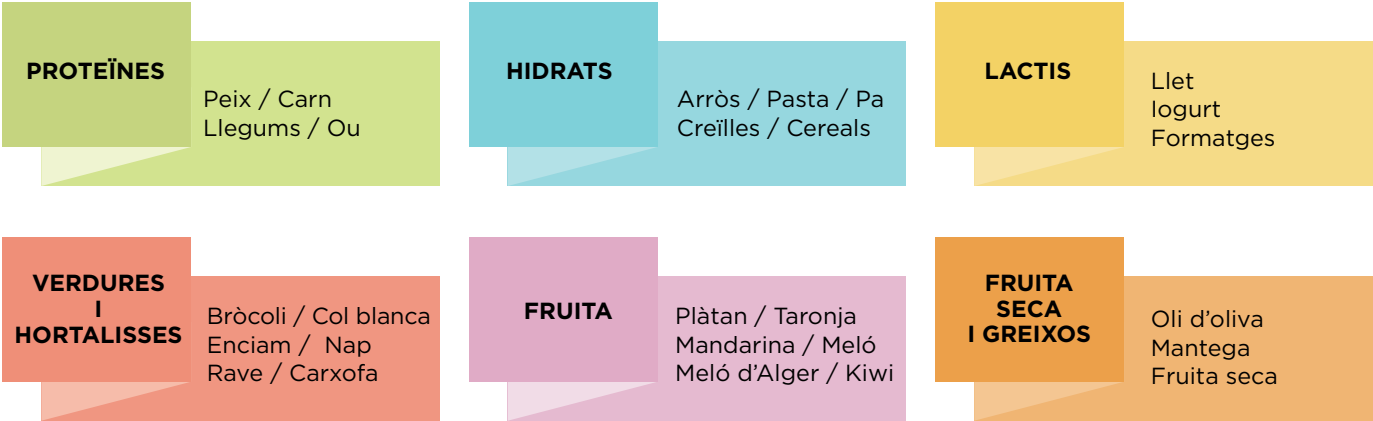 PROTEÏNES
Peix / Carn
Llegums / Ou
HIDRATS
Arròs / Pasta / Pa
Creïlles / Cereals
LACTIS
Llet
Iogurt
Formatges
VERDURES
I
HORTALISSES
Bròcoli / Col blanca
Enciam / Nap
Rave / Carxofa
FRUITA
Plàtan / Taronja
Mandarina / Meló
Meló d'Alger / Kiwi
FRUITA
SECA
I GREIXOS
Oli d'oliva
Mantega
Fruita seca